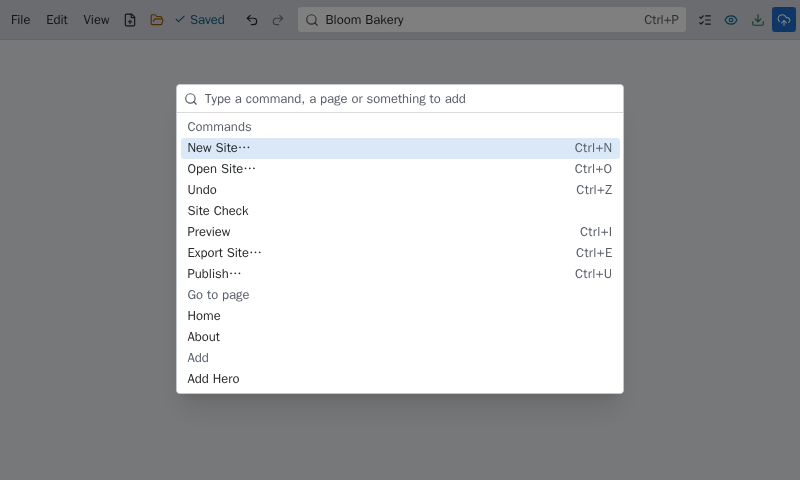 File Edit View Saved Bloom Bakery Ctrl+P
Type a command, a page or something to add
Commands
New Site⋯ Ctrl+N
Open Site⋯ Ctrl+O
Undo Ctrl+Z
Site Check
Preview Ctrl+I
Export Site⋯ Ctrl+E
Publish⋯ Ctrl+U
Go to page
Home
About
Add
Add Hero